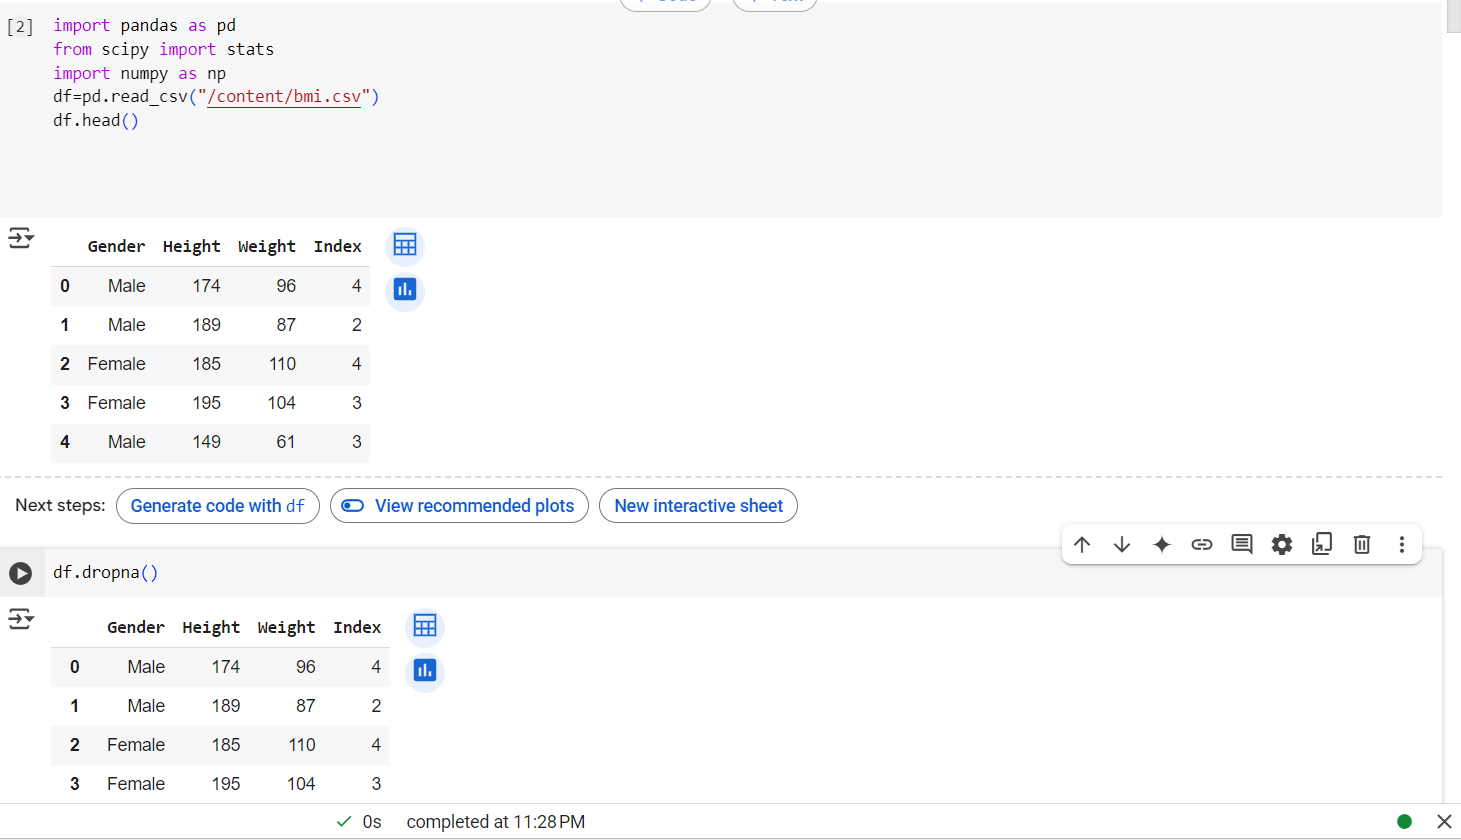 [2]
import pandas as pd
from scipy import stats
import numpy as np
df=pd.read_csv("/content/bmi.csv")
df.head()
Gender Height Weight Index
0 Male 174 96 4
1 Male 189 87 2
2 Female 185 110 4
3 Female 195 104 3
4 Male 149 61 3
Next steps: Generate code with df View recommended plots New interactive sheet
df.dropna()
Gender Height Weight Index
0 Male 174 96 4
1 Male 189 87 2
2 Female 185 110 4
3 Female 195 104 3
0s completed at 11:28 PM